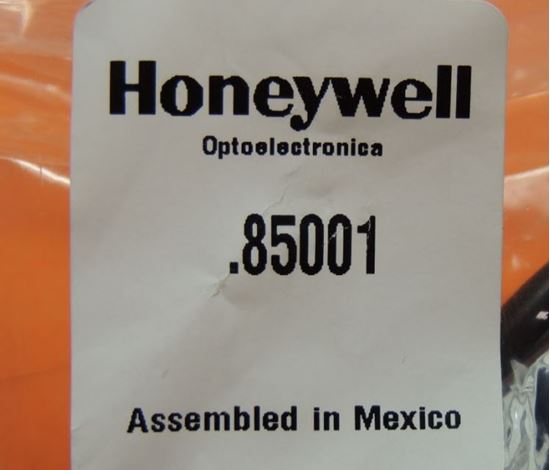 Honeywell
Optoelectronica
.85001
Assembled in Mexico